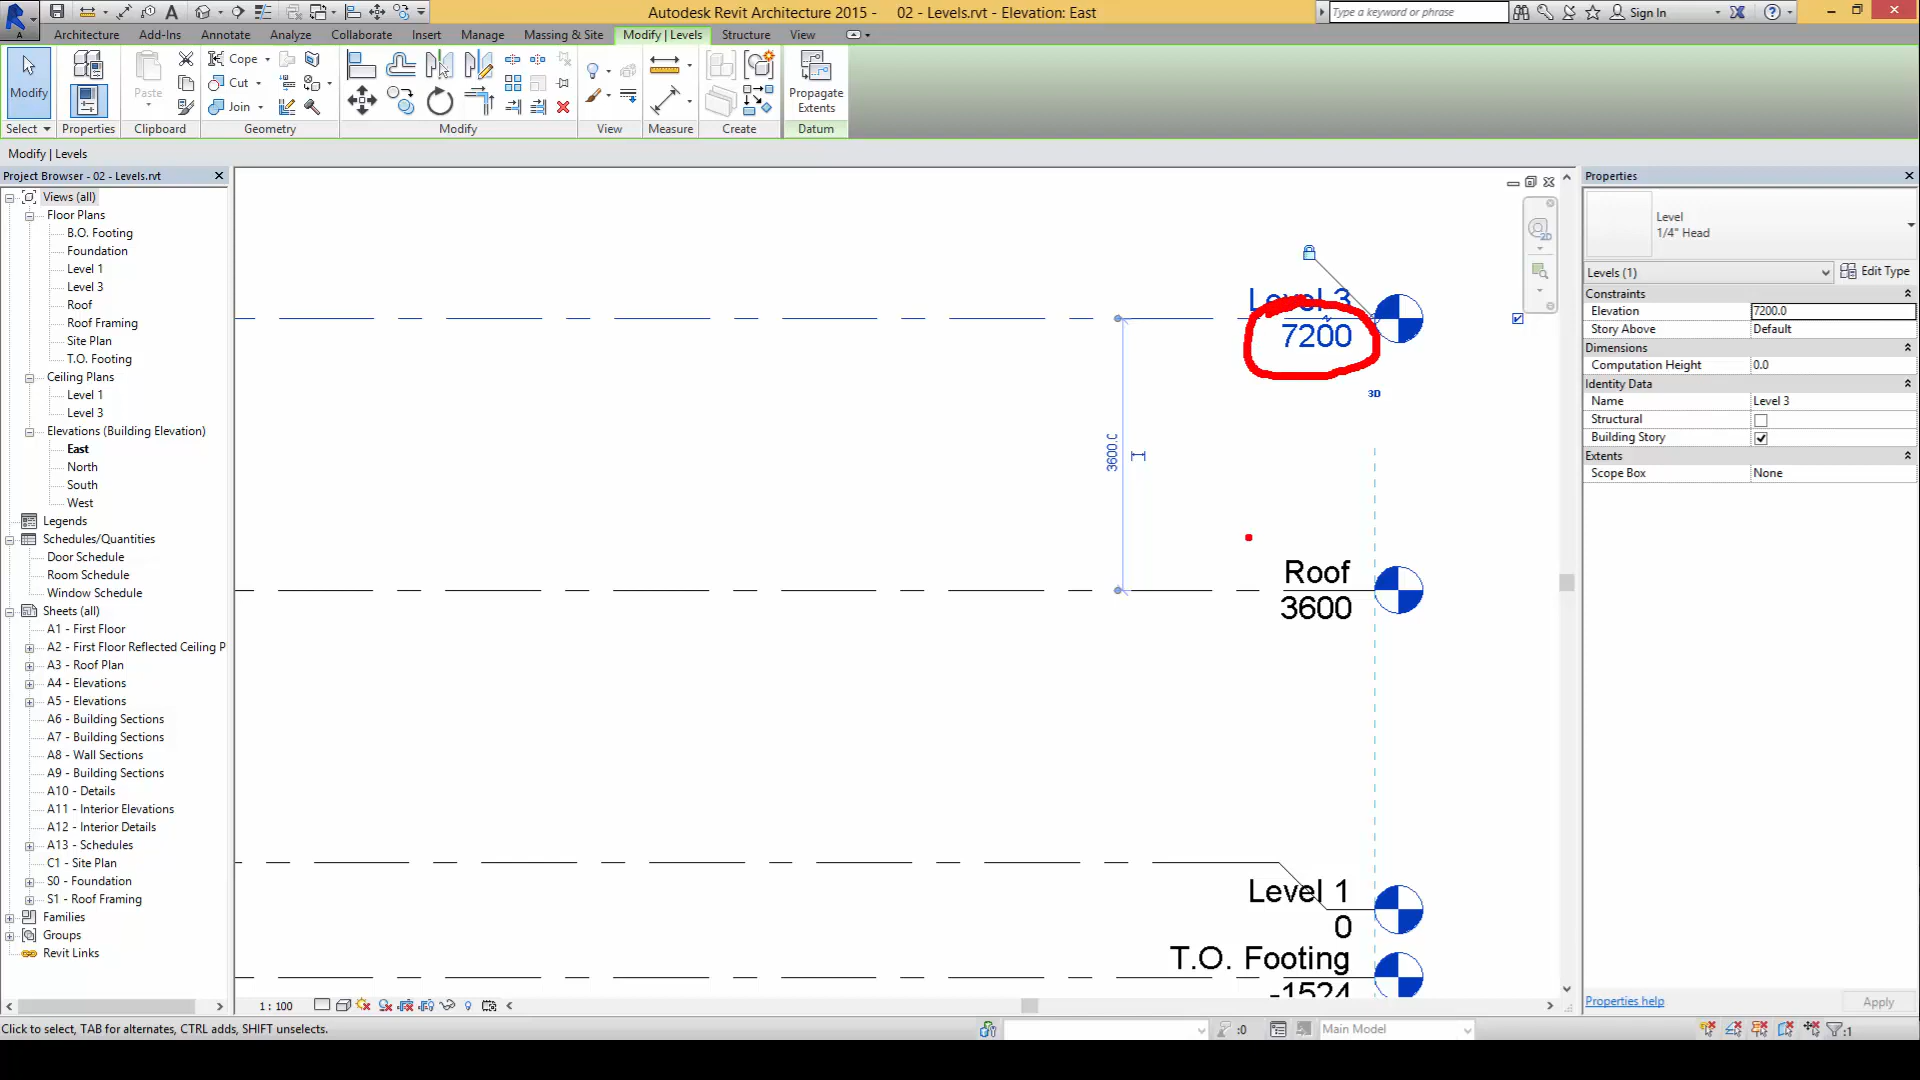 Autodesk Revit Architecture 2015 - 02 - Levels.rvt - Elevation: East
Type a keyword or phrase
Sign In
Architecture Add-Ins Annotate Analyze Collaborate Insert Manage Massing & Site Modify | Levels Structure View
Modify
Paste
Cope
Cut
Join
Propagate
Extents
Select Properties Clipboard Geometry Modify View Measure Create Datum
Modify | Levels
Project Browser - 02 - Levels.rvt
Views (all)
Floor Plans
B.O. Footing
Foundation
Level 1
Level 3
Roof
Roof Framing
Site Plan
T.O. Footing
Ceiling Plans
Level 1
Level 3
Elevations (Building Elevation)
East
North
South
West
Legends
Schedules/Quantities
Door Schedule
Room Schedule
Window Schedule
Sheets (all)
A1 - First Floor
A2 - First Floor Reflected Ceiling P
A3 - Roof Plan
A4 - Elevations
A5 - Elevations
A6 - Building Sections
A7 - Building Sections
A8 - Wall Sections
A9 - Building Sections
A10 - Details
A11 - Interior Elevations
A12 - Interior Details
A13 - Schedules
C1 - Site Plan
S0 - Foundation
S1 - Roof Framing
Families
Groups
Revit Links
Level 3
7200
3D
3600.0
Roof
3600
Level 1
0
T.O. Footing
-1524
2D
Properties
Level
1/4" Head
Levels (1)
Edit Type
Constraints
Elevation 7200.0
Story Above Default
Dimensions
Computation Height 0.0
Identity Data
Name Level 3
Structural
Building Story
Extents
Scope Box None
Properties help
Apply
1 : 100
Click to select, TAB for alternates, CTRL adds, SHIFT unselects.
:0
Main Model
:1